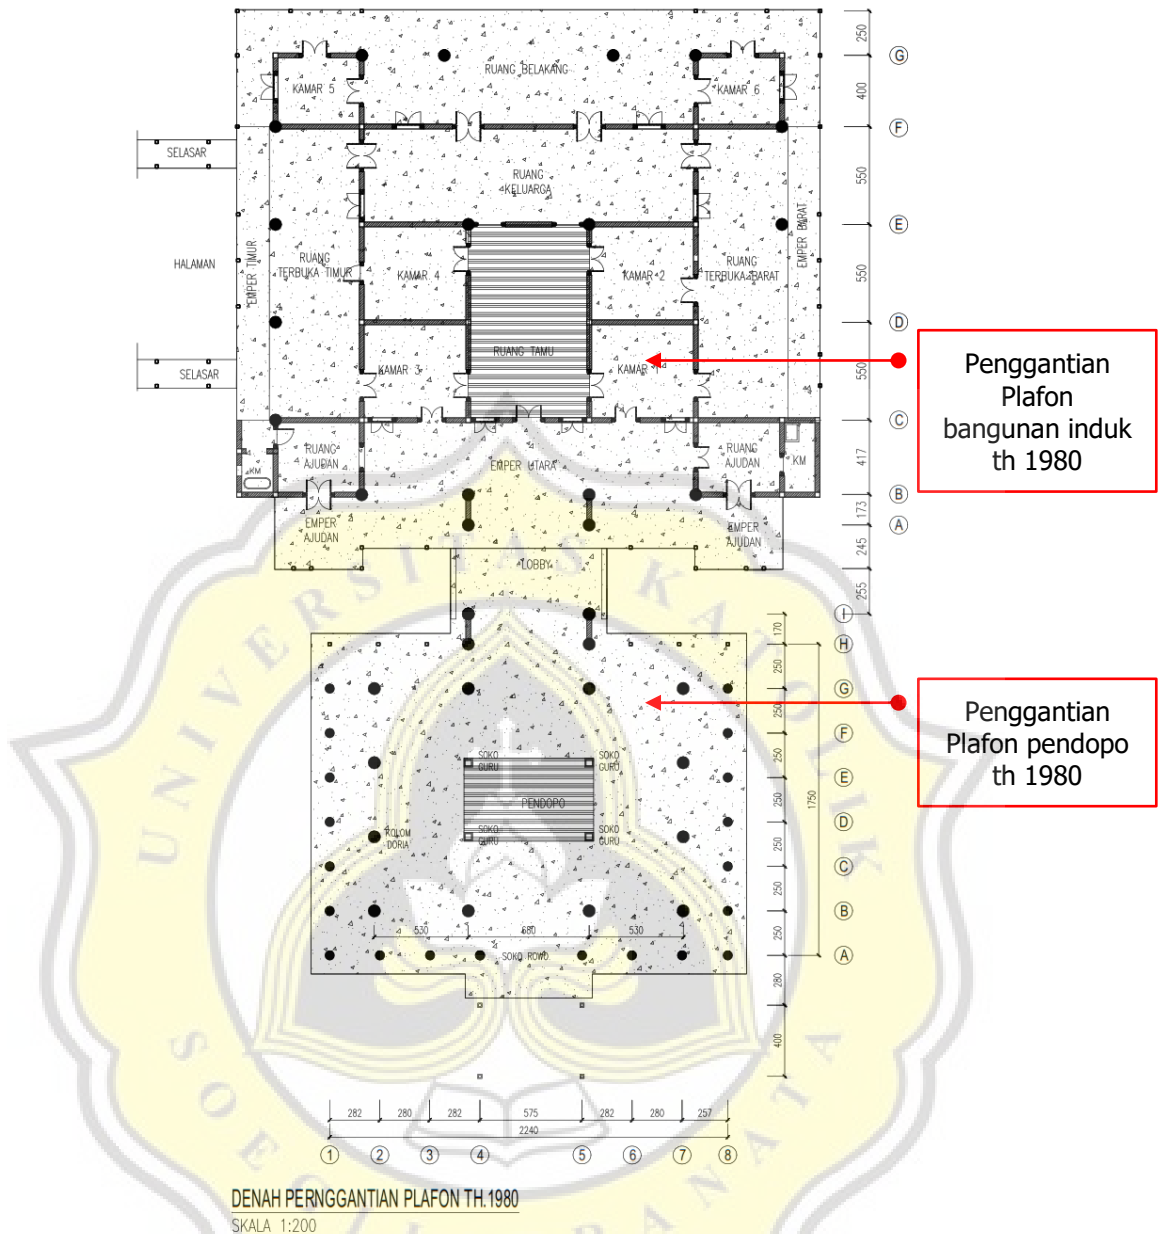 250
G
RUANG BELAKANG
KAMAR 5
KAMAR 6
400
F
SELASAR
RUANG
KELUARGA
550
E
EMPER TIMUR
HALAMAN
RUANG
TERBUKA TIMUR
KAMAR 4
KAMAR 2
RUANG
TERBUKA BARAT
EMPER BARAT
550
D
RUANG TAMU
SELASAR
KAMAR 3
KAMAR 1
550
Penggantian
Plafon
bangunan induk
th 1980
C
RUANG
AJUDAN
KM
EMPER UTARA
RUANG
AJUDAN
KM
417
B
173
A
EMPER
AJUDAN
EMPER
AJUDAN
245
LOBBY
255
I
170
H
250
G
250
F
250
E
250
D
250
C
250
B
250
A
1750
Penggantian
Plafon pendopo
th 1980
SOKO
GURU
SOKO
GURU
PENDOPO
SOKO
GURU
SOKO
GURU
KOLOM
DORIA
530 680 530
SOKO ROWO
280
400
282 280 282 575 282 280 257
2240
1 2 3 4 5 6 7 8
DENAH PERNGGANTIAN PLAFON TH.1980
SKALA 1:200
UNIVERSITAS KATOLIK
SOEGIJAPRANATA